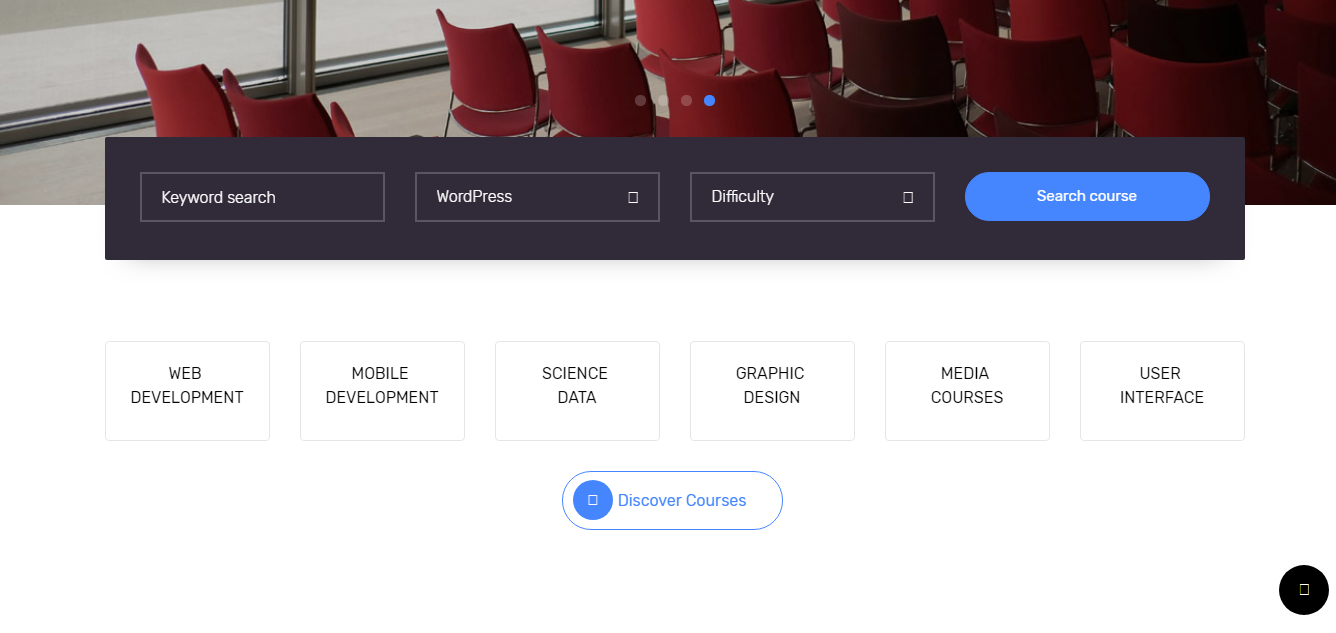 Keyword search
WordPress
Difficulty
Search course
WEB
DEVELOPMENT
MOBILE
DEVELOPMENT
SCIENCE
DATA
GRAPHIC
DESIGN
MEDIA
COURSES
USER
INTERFACE
Discover Courses